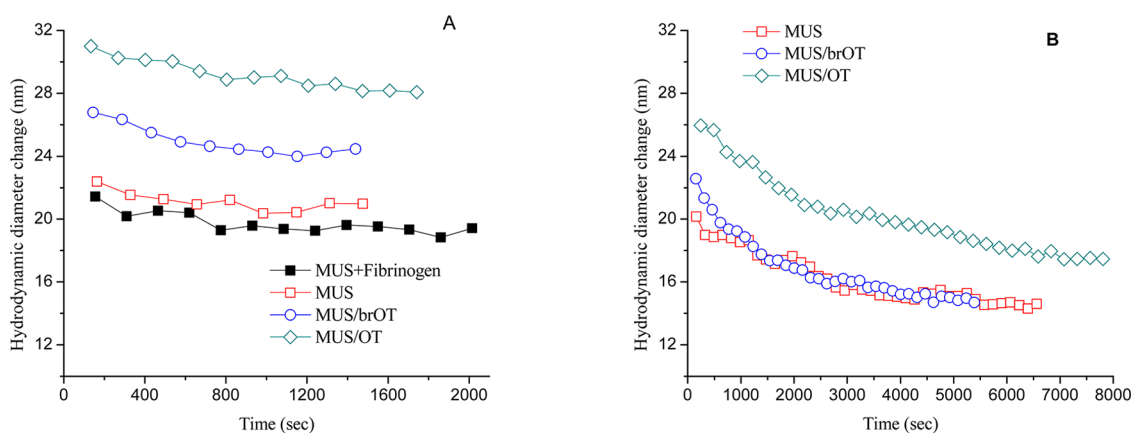 A
Hydrodynamic diameter change (nm)
32
28
24
20
16
12
MUS+Fibrinogen
MUS
MUS/brOT
MUS/OT
0
400
800
1200
1600
2000
Time (sec)
B
Hydrodynamic diameter change (nm)
32
28
24
20
16
12
MUS
MUS/brOT
MUS/OT
0
1000
2000
3000
4000
5000
6000
7000
8000
Time (sec)